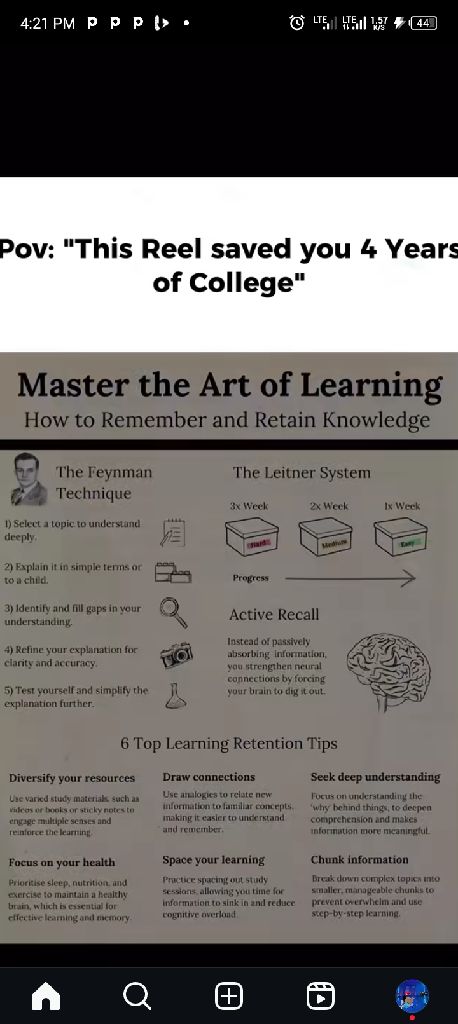 4:21 PM P P P
LTE LTE 1.57 K/S 44
Pov: "This Reel saved you 4 Years
of College"
Master the Art of Learning
How to Remember and Retain Knowledge
The Feynman
Technique
1) Select a topic to understand
deeply.
2) Explain it in simple terms or
to a child.
3) Identify and fill gaps in your
understanding.
4) Refine your explanation for
clarity and accuracy.
5) Test yourself and simplify the
explanation further.
The Leitner System
3x Week 2x Week 1x Week
Hard Medium Easy
Progress
Active Recall
Instead of passively
absorbing information,
you strengthen neural
connections by forcing
your brain to dig it out.
6 Top Learning Retention Tips
Diversify your resources
Use varied study materials, such as
videos or books or sticky notes to
engage multiple senses and
reinforce the learning.
Draw connections
Use analogies to relate new
information to familiar concepts,
making it easier to understand
and remember.
Seek deep understanding
Focus on understanding the
'why' behind things, to deepen
comprehension and makes
information more meaningful.
Focus on your health
Prioritise sleep, nutrition, and
exercise to maintain a healthy
brain, which is essential for
effective learning and memory.
Space your learning
Practice spacing out study
sessions, allowing you time for
information to sink in and reduce
cognitive overload.
Chunk information
Break down complex topics into
smaller, manageable chunks to
prevent overwhelm and use
step-by-step learning.